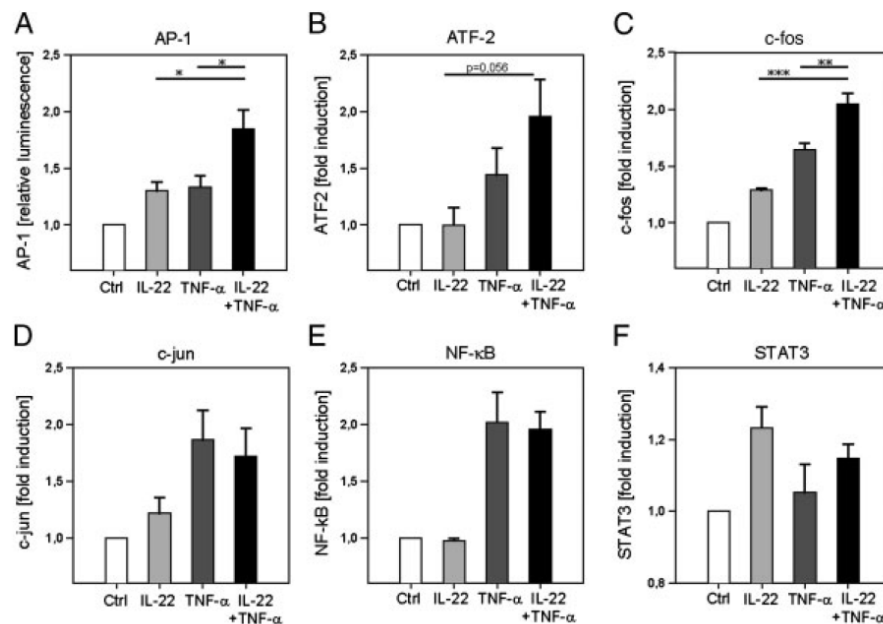 A
AP-1
AP-1 [relative luminescence]
2,5
2,0
1,5
1,0
*
*
Ctrl IL-22 TNF-α IL-22
+TNF-α
B
ATF-2
ATF2 [fold induction]
2,5
2,0
1,5
1,0
p=0,056
Ctrl IL-22 TNF-α IL-22
+TNF-α
C
c-fos
c-fos [fold induction]
2,5
2,0
1,5
1,0
**
***
Ctrl IL-22 TNF-α IL-22
+TNF-α
D
c-jun
c-jun [fold induction]
2,5
2,0
1,5
1,0
Ctrl IL-22 TNF-α IL-22
+TNF-α
E
NF-κB
NF-kB [fold induction]
2,5
2,0
1,5
1,0
Ctrl IL-22 TNF-α IL-22
+TNF-α
F
STAT3
STAT3 [fold induction]
1,4
1,2
1,0
0,8
Ctrl IL-22 TNF-α IL-22
+TNF-α